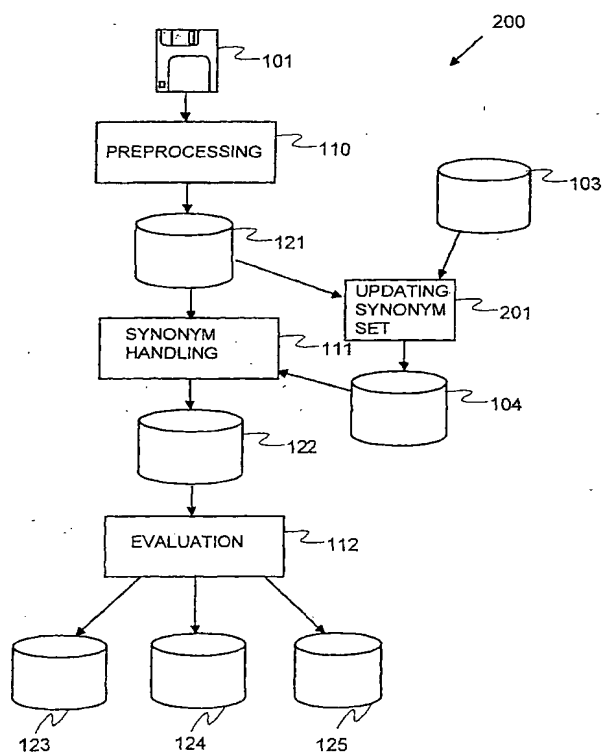 200
101
PREPROCESSING
110
103
121
UPDATING
SYNONYM
SET
201
SYNONYM
HANDLING
111
104
122
EVALUATION
112
123
124
125